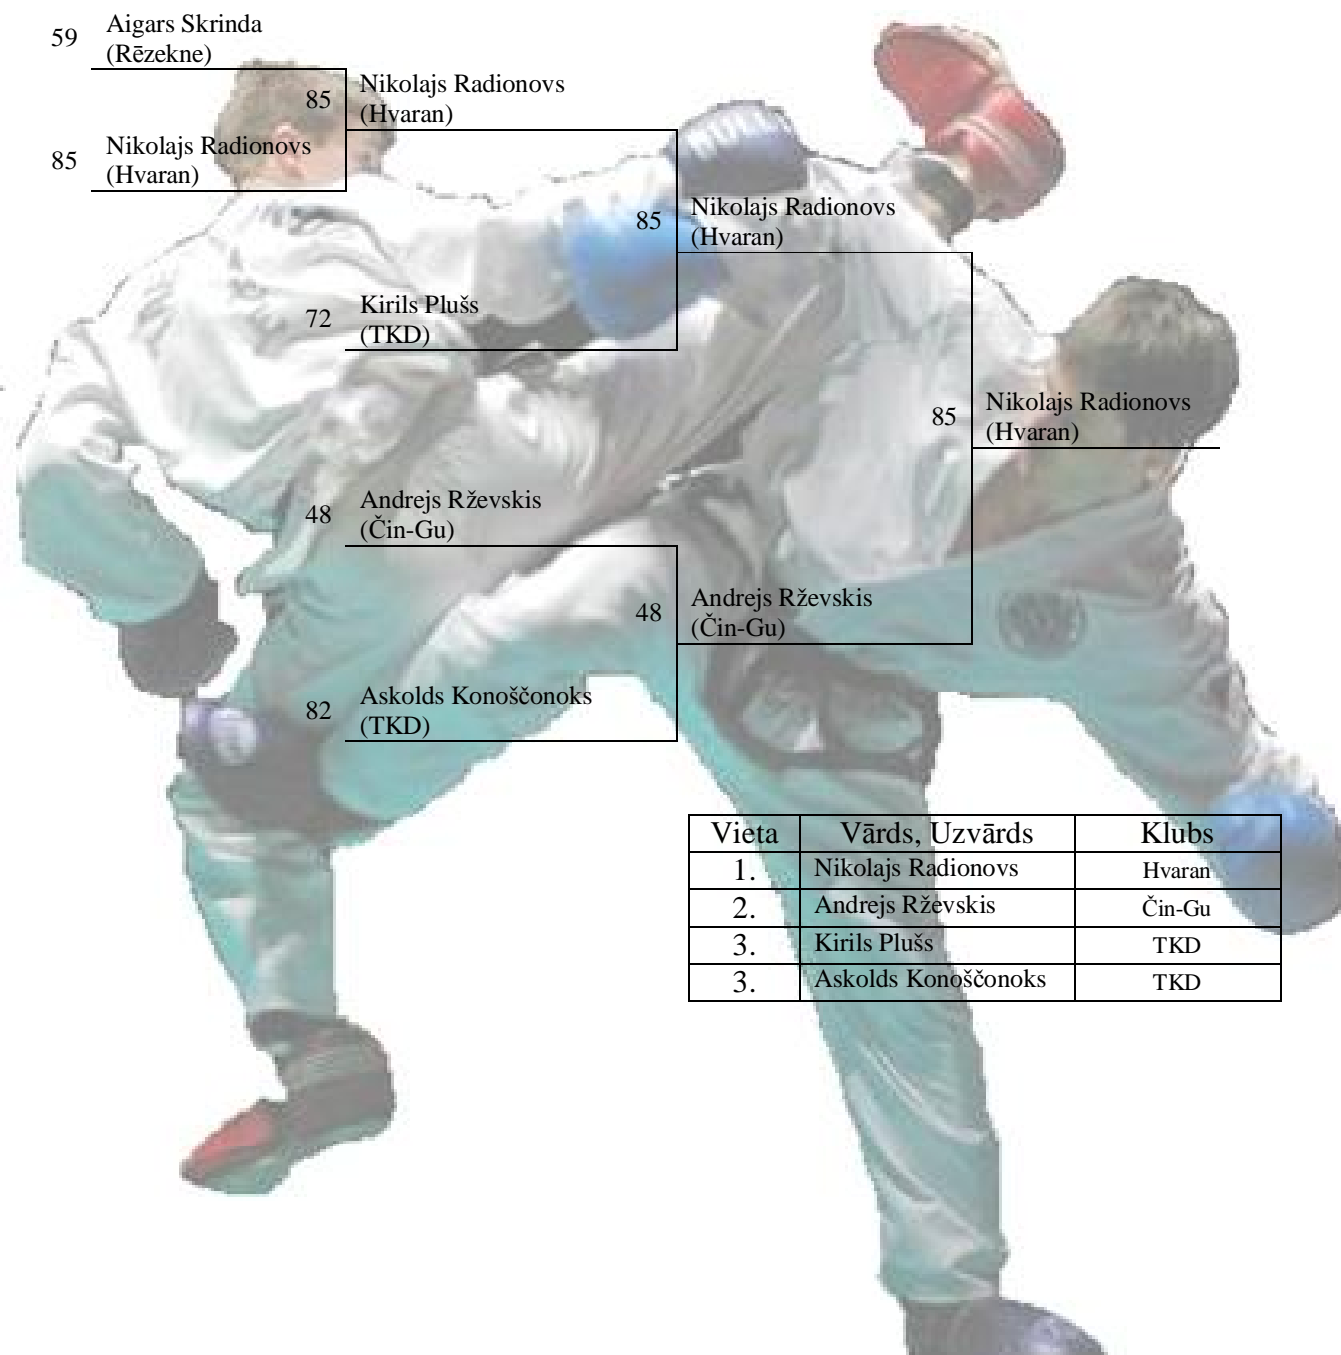 59 Aigars Skrinda
(Rēzekne)
85 Nikolajs Radionovs
(Hvaran)
85 Nikolajs Radionovs
(Hvaran)
85 Nikolajs Radionovs
(Hvaran)
72 Kirils Plušs
(TKD)
85 Nikolajs Radionovs
(Hvaran)
48 Andrejs Rževskis
(Čin-Gu)
48 Andrejs Rževskis
(Čin-Gu)
82 Askolds Konoščonoks
(TKD)
Vieta Vārds, Uzvārds Klubs
1. Nikolajs Radionovs Hvaran
2. Andrejs Rževskis Čin-Gu
3. Kirils Plušs TKD
3. Askolds Konoščonoks TKD